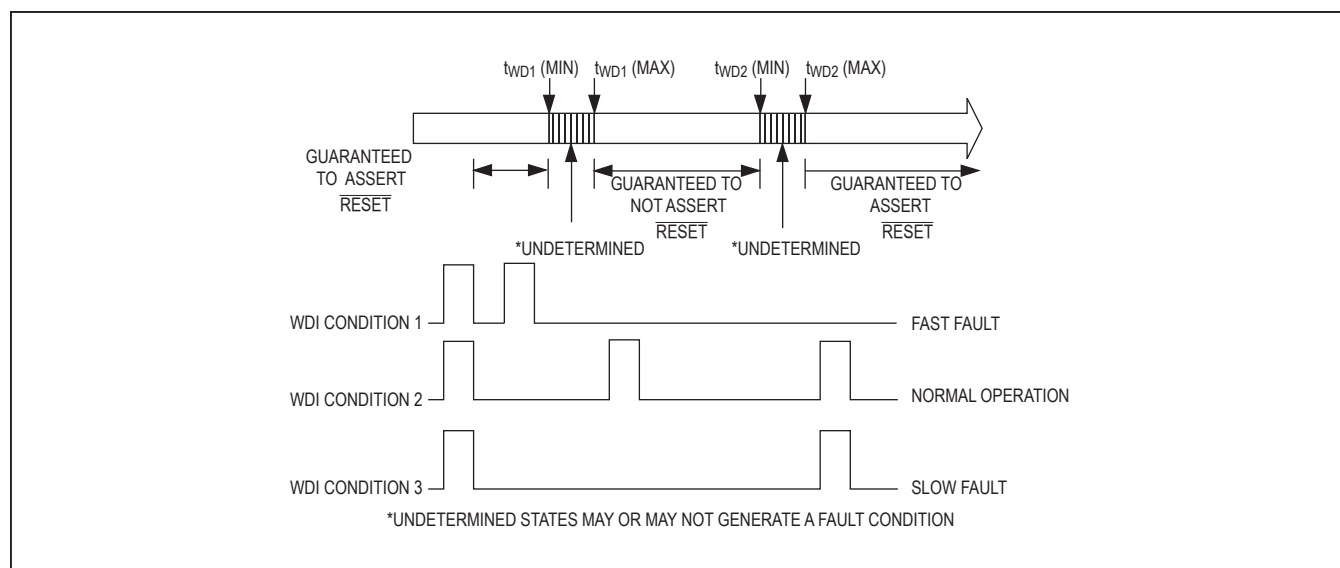 tWD1 (MIN) tWD1 (MAX) tWD2 (MIN) tWD2 (MAX)
GUARANTEED
TO ASSERT
RESET
GUARANTEED TO
NOT ASSERT
RESET
GUARANTEED TO
ASSERT
RESET
*UNDETERMINED *UNDETERMINED
WDI CONDITION 1 FAST FAULT
WDI CONDITION 2 NORMAL OPERATION
WDI CONDITION 3 SLOW FAULT
*UNDETERMINED STATES MAY OR MAY NOT GENERATE A FAULT CONDITION